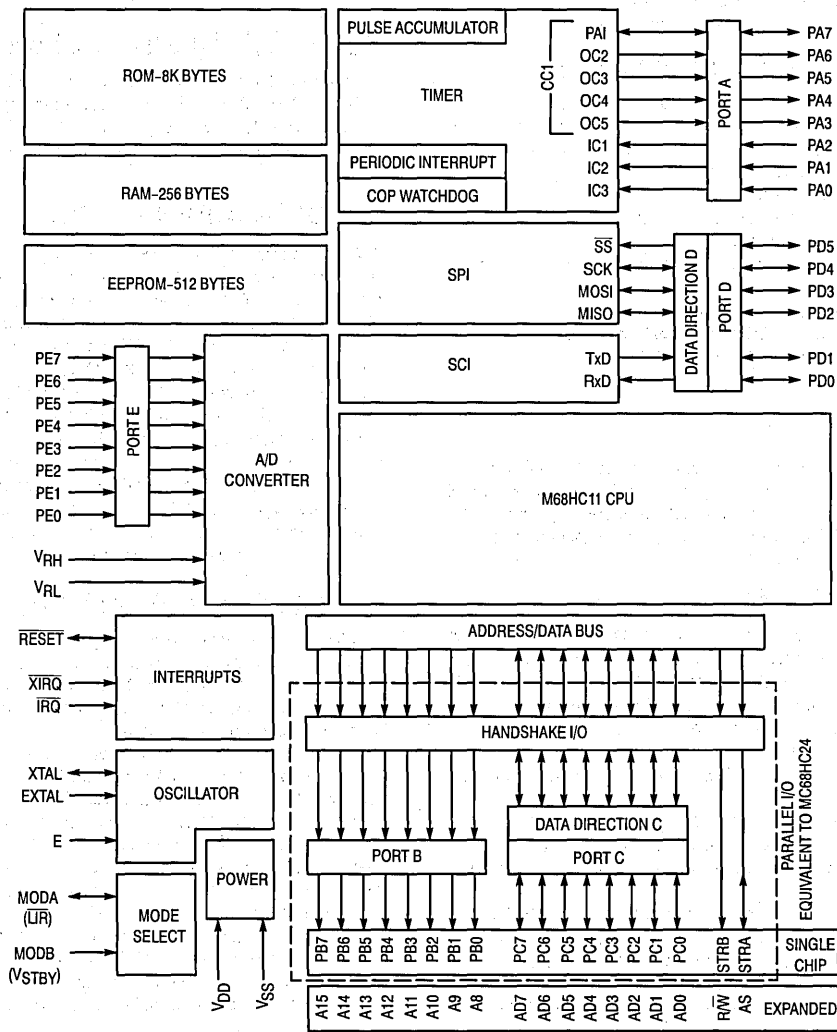 PULSE ACCUMULATOR
ROM–8K BYTES
TIMER
CC1
PAI
OC2
OC3
OC4
OC5
IC1
IC2
IC3
PORT A
PA7
PA6
PA5
PA4
PA3
PA2
PA1
PA0
PERIODIC INTERRUPT
COP WATCHDOG
RAM–256 BYTES
EEPROM–512 BYTES
SPI
S̅S̅
SCK
MOSI
MISO
DATA DIRECTION D
PORT D
PD5
PD4
PD3
PD2
PD1
PD0
SCI
TxD
RxD
PE7
PE6
PE5
PE4
PE3
PE2
PE1
PE0
PORT E
A/D
CONVERTER
VRH
VRL
M68HC11 CPU
R̅E̅S̅E̅T̅
X̅I̅R̅Q̅
I̅R̅Q̅
INTERRUPTS
XTAL
EXTAL
E
OSCILLATOR
POWER
MODA
(L̅I̅R̅)
MODB
(VSTBY)
MODE
SELECT
VDD
VSS
ADDRESS/DATA BUS
HANDSHAKE I/O
DATA DIRECTION C
PORT B
PORT C
PARALLEL I/O
EQUIVALENT TO MC68HC24
PB7 PB6 PB5 PB4 PB3 PB2 PB1 PB0 PC7 PC6 PC5 PC4 PC3 PC2 PC1 PC0 STRB STRA
SINGLE
CHIP
A15 A14 A13 A12 A11 A10 A9 A8 AD7 AD6 AD5 AD4 AD3 AD2 AD1 AD0 R/W̅ AS EXPANDED